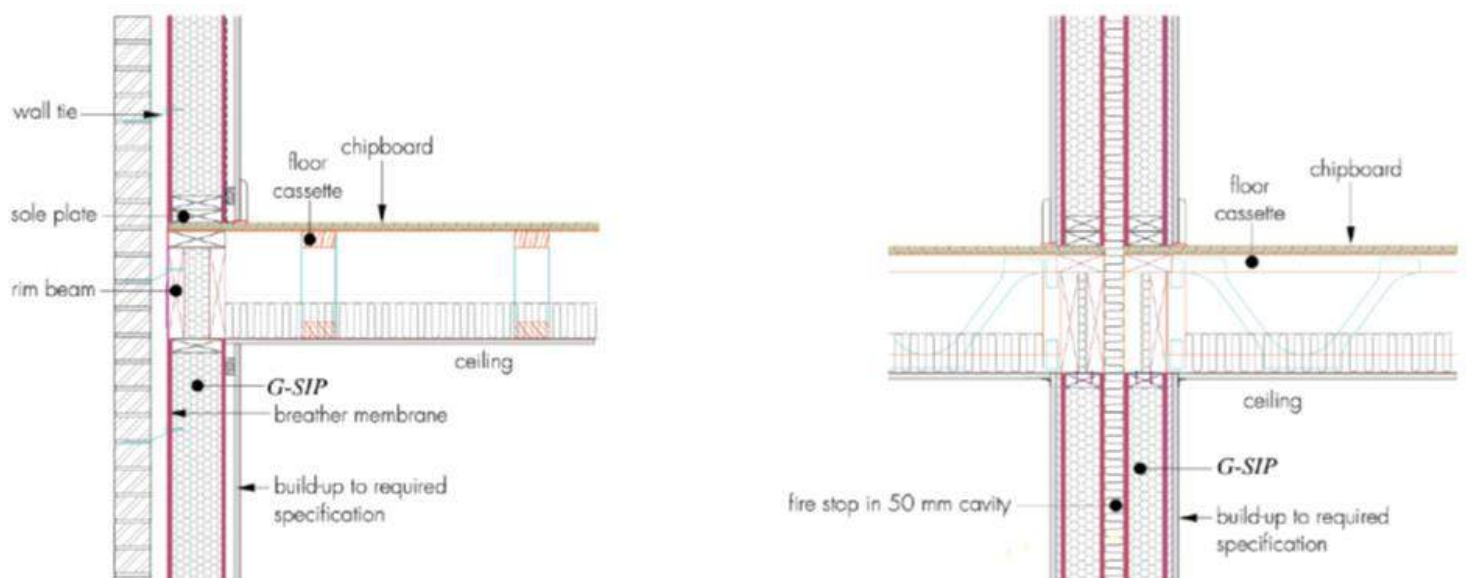 wall tie
chipboard
floor
cassette
sole plate
rim beam
ceiling
G-SIP
breather membrane
build-up to required
specification
chipboard
floor
cassette
ceiling
G-SIP
fire stop in 50 mm cavity
build-up to required
specification